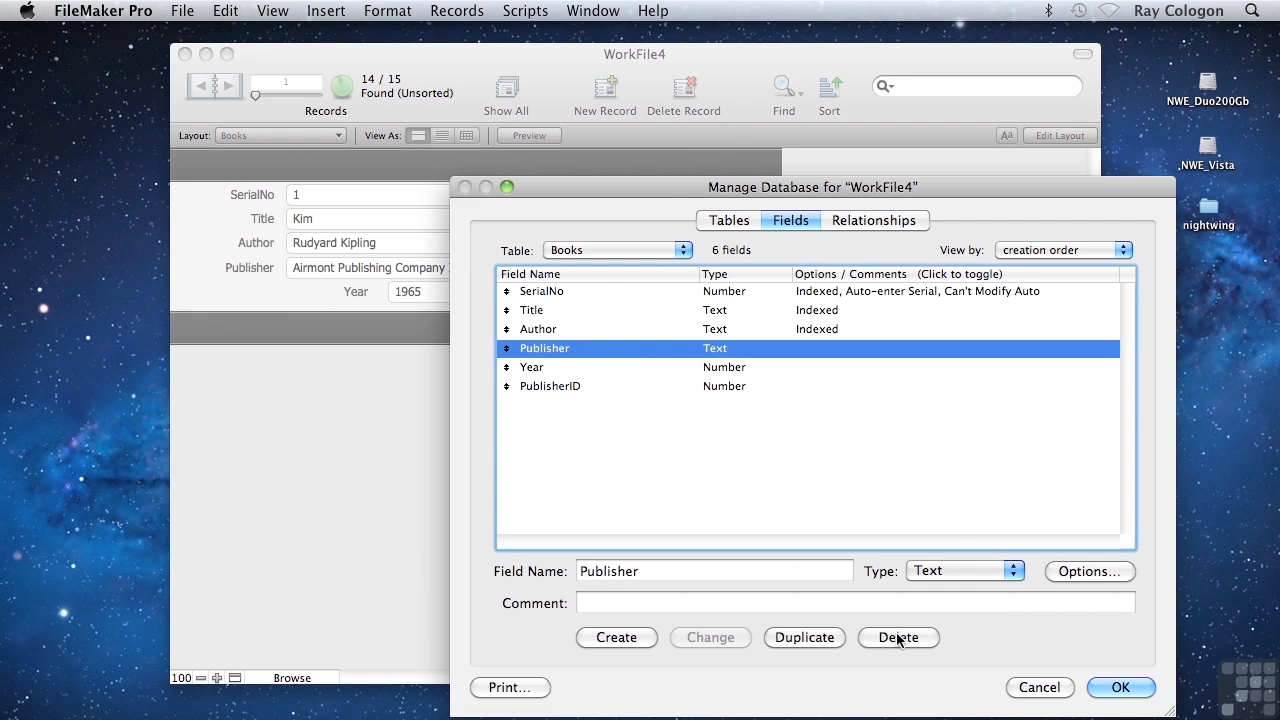 FileMaker Pro File Edit View Insert Format Records Scripts Window Help Ray Cologon
WorkFile4
1
14 / 15
Found (Unsorted)
Records Show All New Record Delete Record Find Sort
Layout: Books View As: Preview Aa Edit Layout
NWE_Duo200Gb
NWE_Vista
nightwing
SerialNo 1
Title Kim
Author Rudyard Kipling
Publisher Airmont Publishing Company
Year 1965
100 Browse
Manage Database for “WorkFile4”
Tables Fields Relationships
Table: Books 6 fields View by: creation order
Field Name Type Options / Comments (Click to toggle)
SerialNo Number Indexed, Auto-enter Serial, Can't Modify Auto
Title Text Indexed
Author Text Indexed
Publisher Text
Year Number
PublisherID Number
Field Name: Publisher Type: Text Options...
Comment:
Create Change Duplicate Delete
Print... Cancel OK